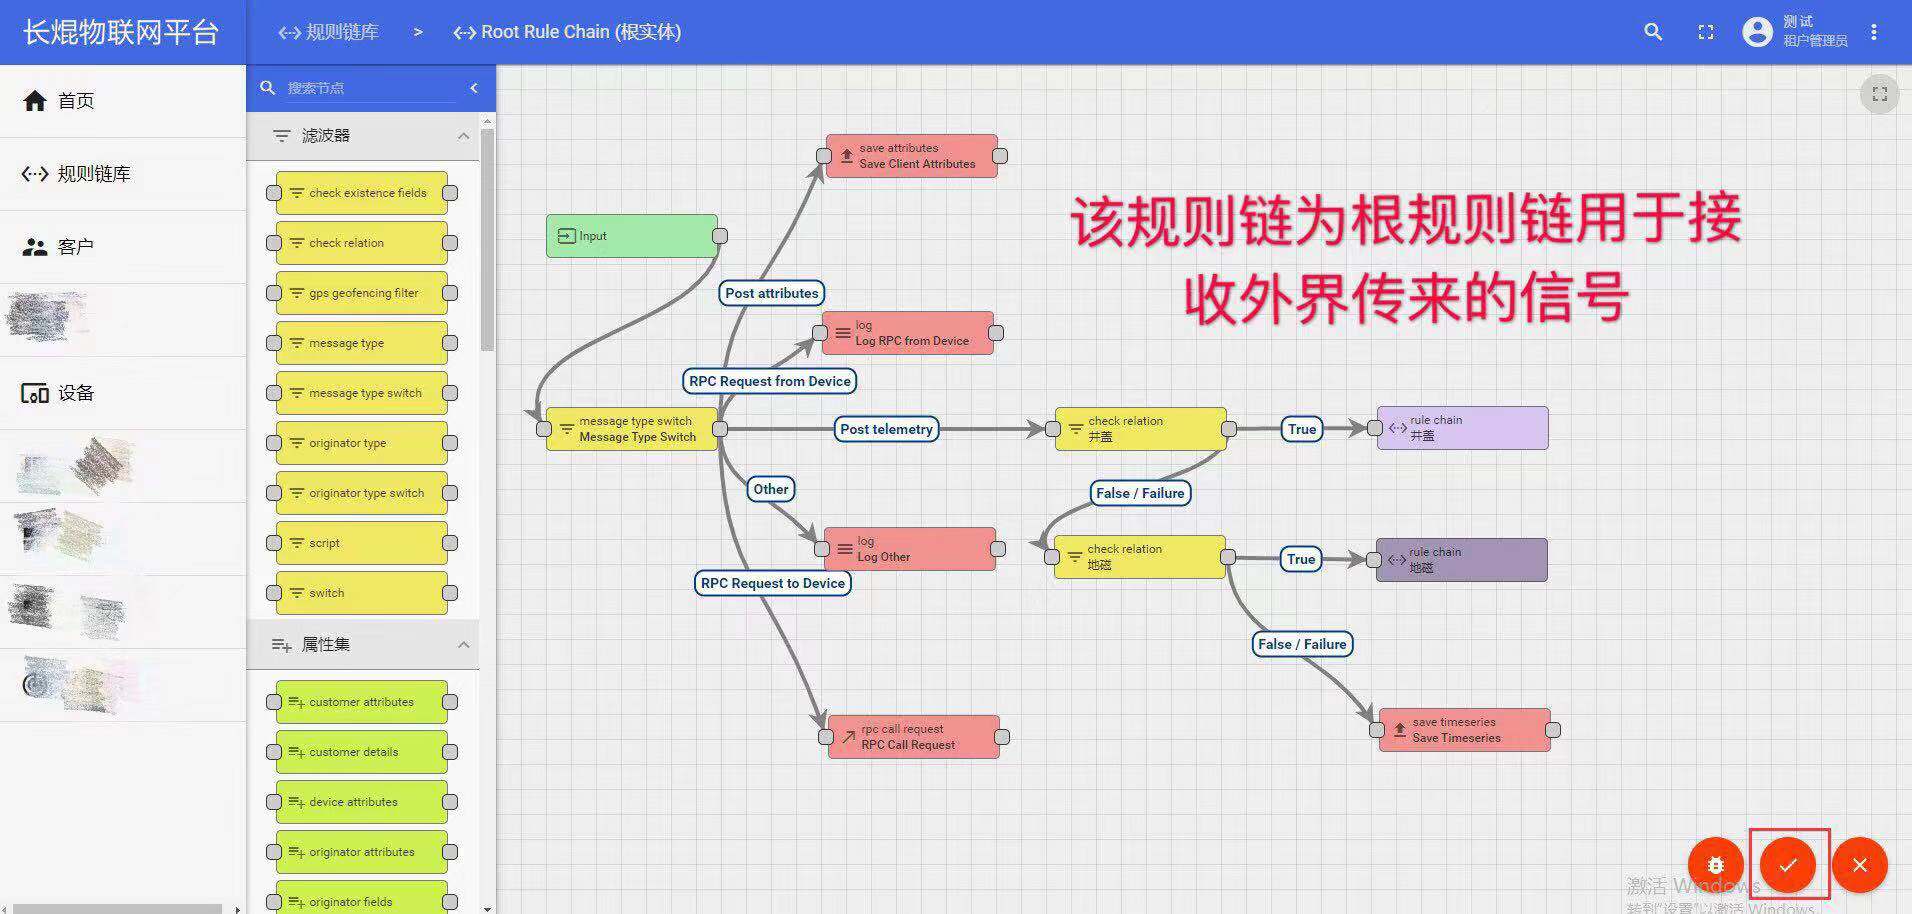 长焜物联网平台
规则链库 > Root Rule Chain (根实体)
测试
租户管理员
首页
规则链库
客户
设备
搜索节点
滤波器
check existence fields
check relation
gps geofencing filter
message type
message type switch
originator type
originator type switch
script
switch
属性集
customer attributes
customer details
device attributes
originator attributes
originator fields
该规则链为根规则链用于接
收外界传来的信号
save attributes
Save Client Attributes
Input
Post attributes
log
Log RPC from Device
RPC Request from Device
message type switch
Message Type Switch
Post telemetry
check relation
井盖
True
rule chain
井盖
Other
False / Failure
log
Log Other
check relation
地磁
True
rule chain
地磁
RPC Request to Device
False / Failure
rpc call request
RPC Call Request
save timeseries
Save Timeseries
激活 Windows
转到"设置"以激活 Windows。